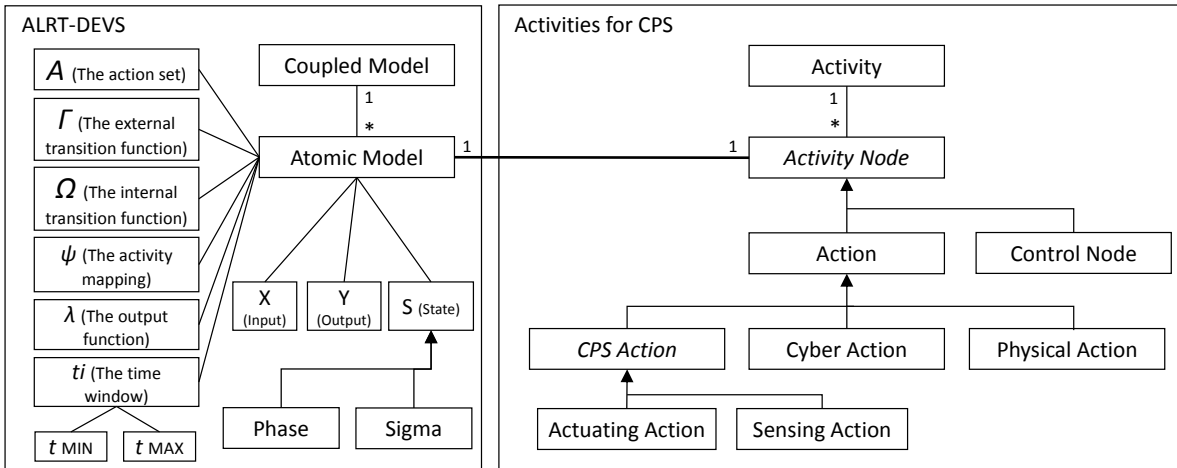 ALRT-DEVS
A (The action set)
Γ (The external
transition function)
Ω (The internal
transition function)
ψ (The activity
mapping)
λ (The output
function)
ti (The time
window)
t MIN
t MAX
Coupled Model
1
*
Atomic Model
1
X
(Input)
Y
(Output)
S (State)
Phase
Sigma
Activities for CPS
Activity
1
*
1
Activity Node
Action
Control Node
CPS Action
Cyber Action
Physical Action
Actuating Action
Sensing Action